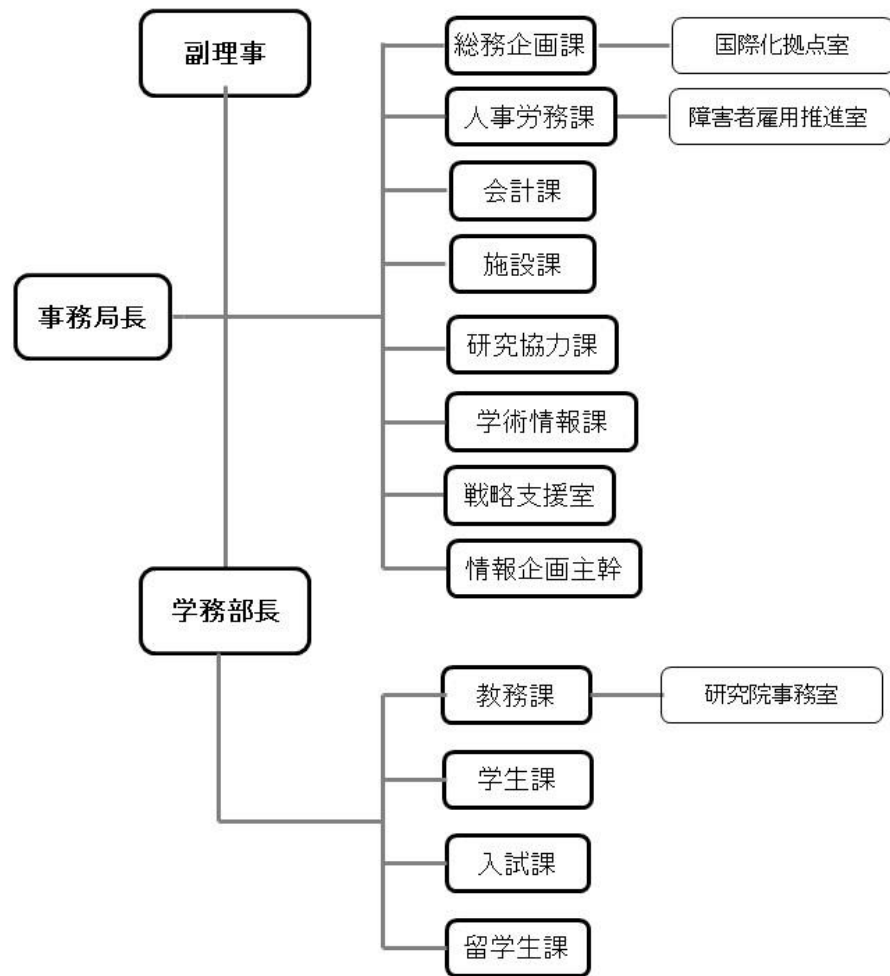 副理事
総務企画課
国際化拠点室
人事労務課
障害者雇用推進室
会計課
施設課
事務局長
研究協力課
学術情報課
戦略支援室
情報企画主幹
学務部長
教務課
研究院事務室
学生課
入試課
留学生課